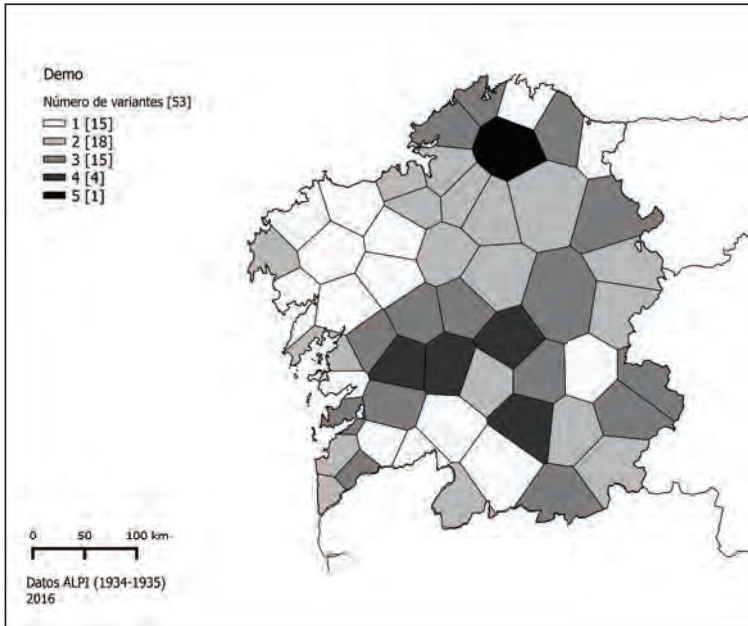 Demo
Número de variantes [53]
1 [15]
2 [18]
3 [15]
4 [4]
5 [1]
0 50 100 km
Datos ALPI (1934-1935)
2016